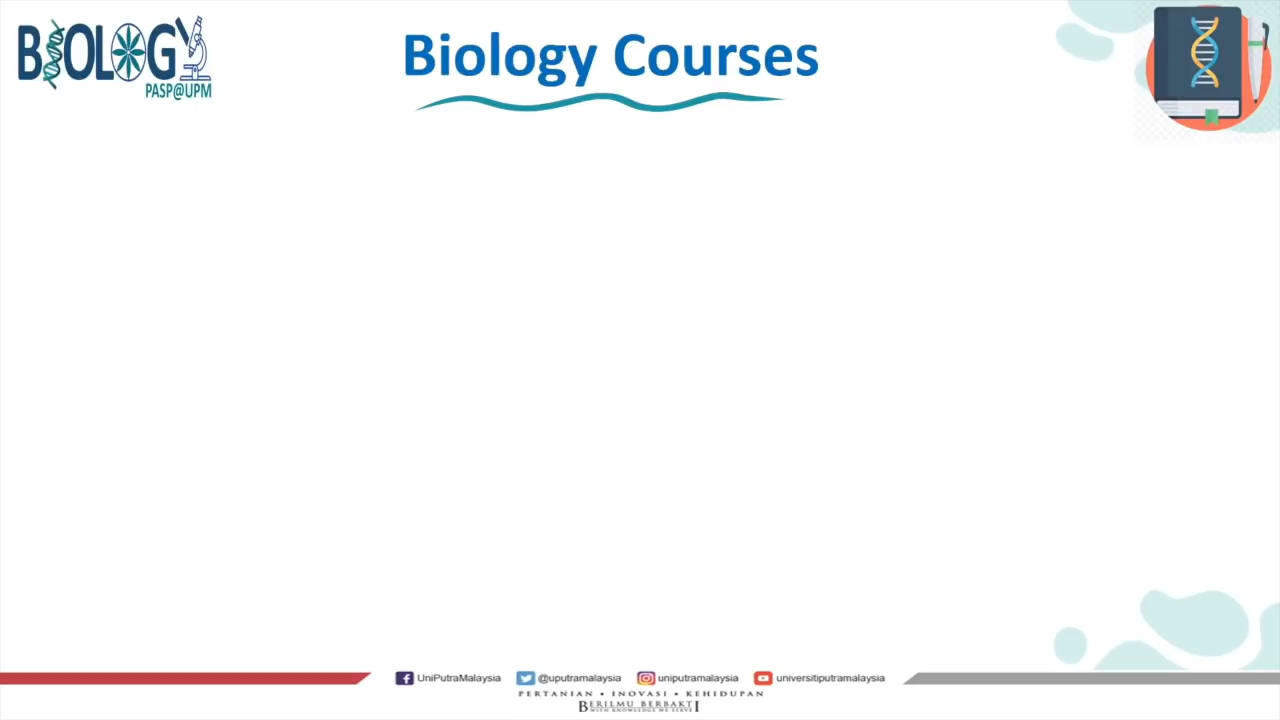 BIOLOGY
PASP@UPM
Biology Courses
UniPutraMalaysia @uputramalaysia uniputramalaysia universitiputramalaysia
PERTANIAN • INOVASI • KEHIDUPAN
BERILMU BERBAKTI
WITH KNOWLEDGE WE SERVE